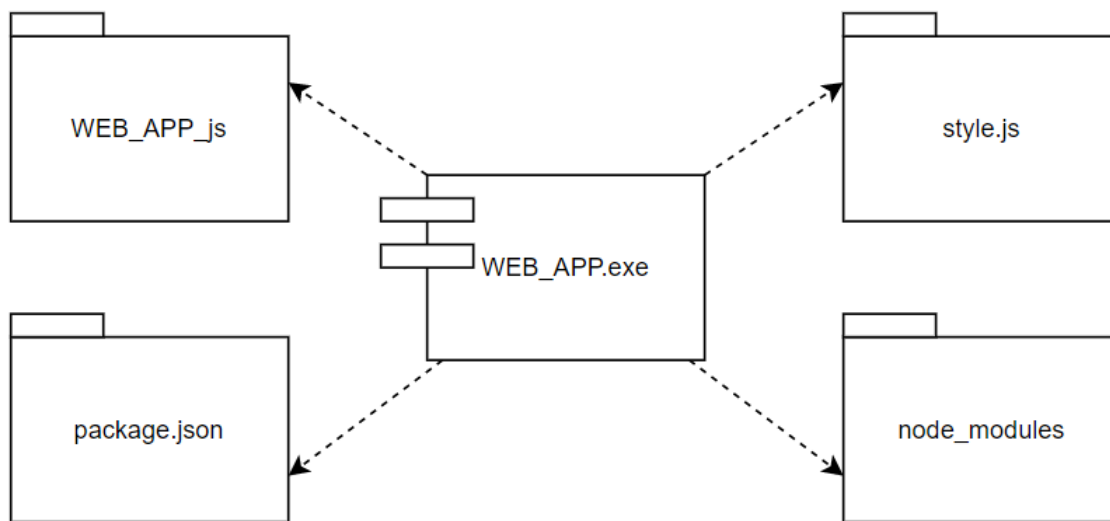 WEB_APP_js
style.js
WEB_APP.exe
package.json
node_modules